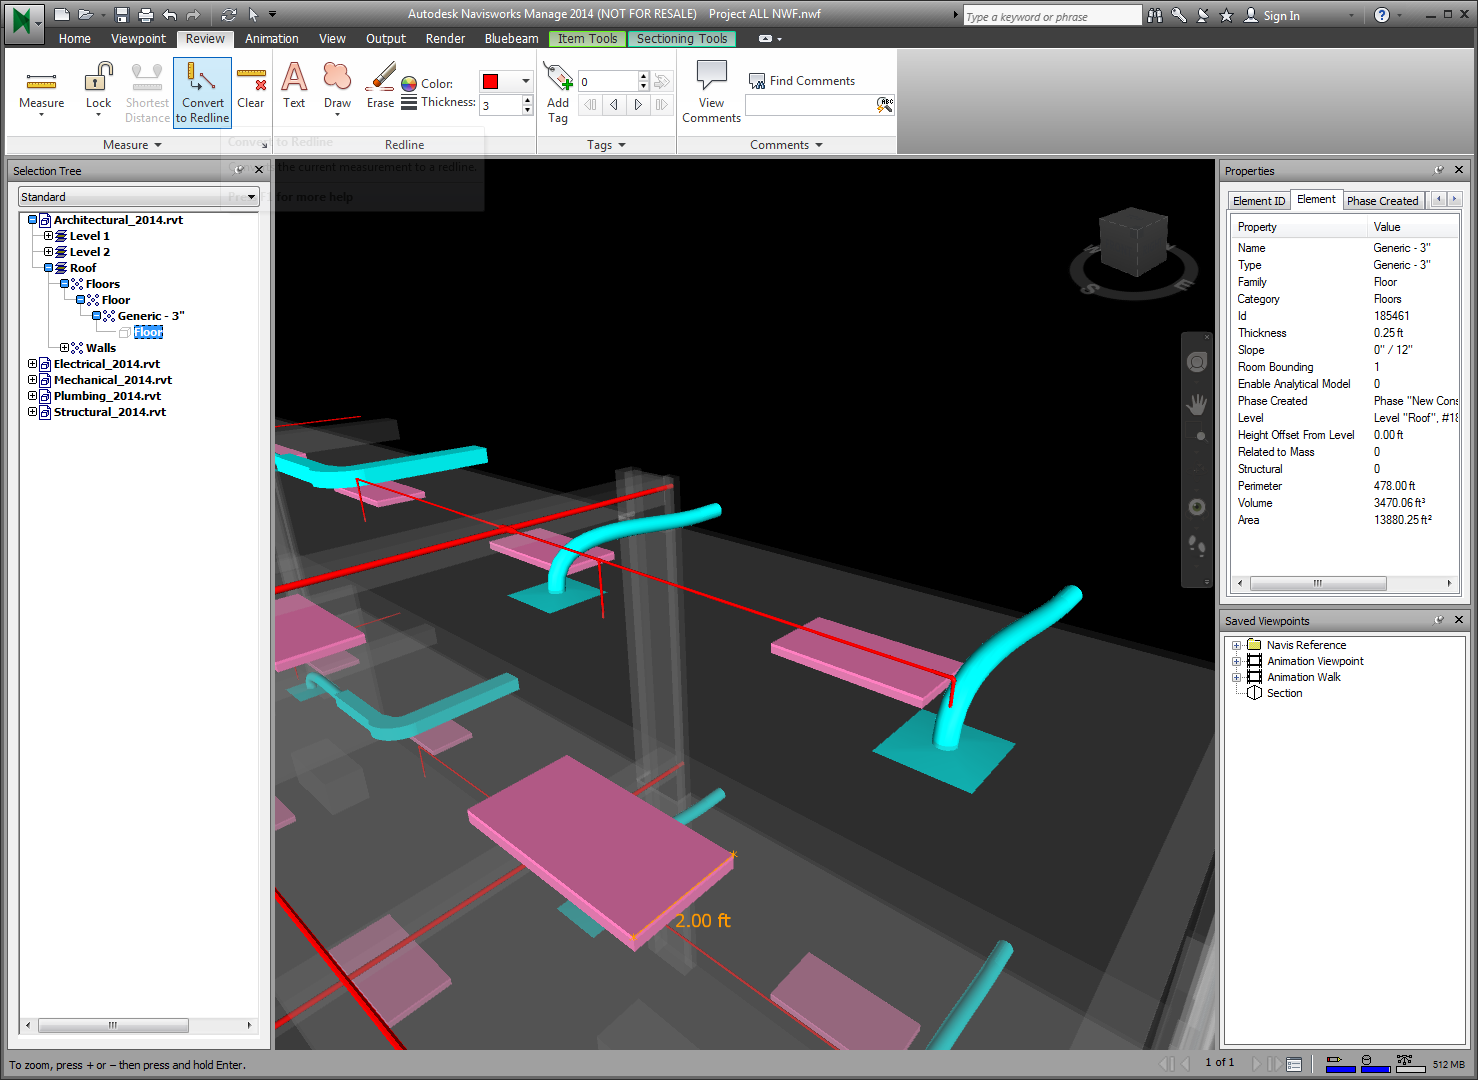 Autodesk Navisworks Manage 2014 (NOT FOR RESALE) Project ALL NWF.nwf
Type a keyword or phrase
Sign In
Home Viewpoint Review Animation View Output Render Bluebeam Item Tools Sectioning Tools
Measure
Lock
Shortest Distance
Convert to Redline
Clear
Text
Draw
Erase
Color:
Thickness: 3
Add Tag
0
View Comments
Find Comments
Measure
Redline
Tags
Comments
Convert to Redline
the current measurement to a redline.
for more help
Selection Tree
Standard
Architectural_2014.rvt
Level 1
Level 2
Roof
Floors
Floor
Generic - 3"
Floor
Walls
Electrical_2014.rvt
Mechanical_2014.rvt
Plumbing_2014.rvt
Structural_2014.rvt
S E
2.00 ft
Properties
Element ID Element Phase Created
Property Value
Name Generic - 3"
Type Generic - 3"
Family Floor
Category Floors
Id 185461
Thickness 0.25 ft
Slope 0" / 12"
Room Bounding 1
Enable Analytical Model 0
Phase Created Phase "New Cons
Level Level "Roof", #18
Height Offset From Level 0.00 ft
Related to Mass 0
Structural 0
Perimeter 478.00 ft
Volume 3470.06 ft³
Area 13880.25 ft²
Saved Viewpoints
Navis Reference
Animation Viewpoint
Animation Walk
Section
To zoom, press + or – then press and hold Enter.
1 of 1
512 MB